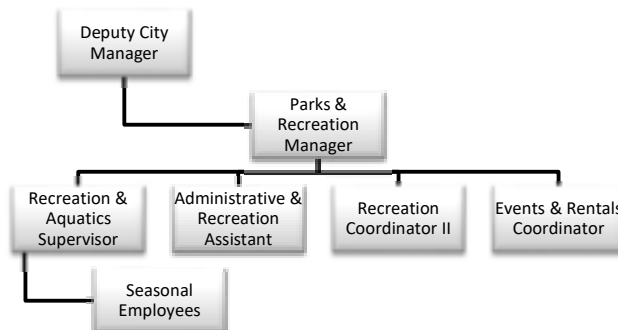 Deputy City
Manager
Parks &
Recreation
Manager
Recreation &
Aquatics
Supervisor
Administrative &
Recreation
Assistant
Recreation
Coordinator II
Events & Rentals
Coordinator
Seasonal
Employees